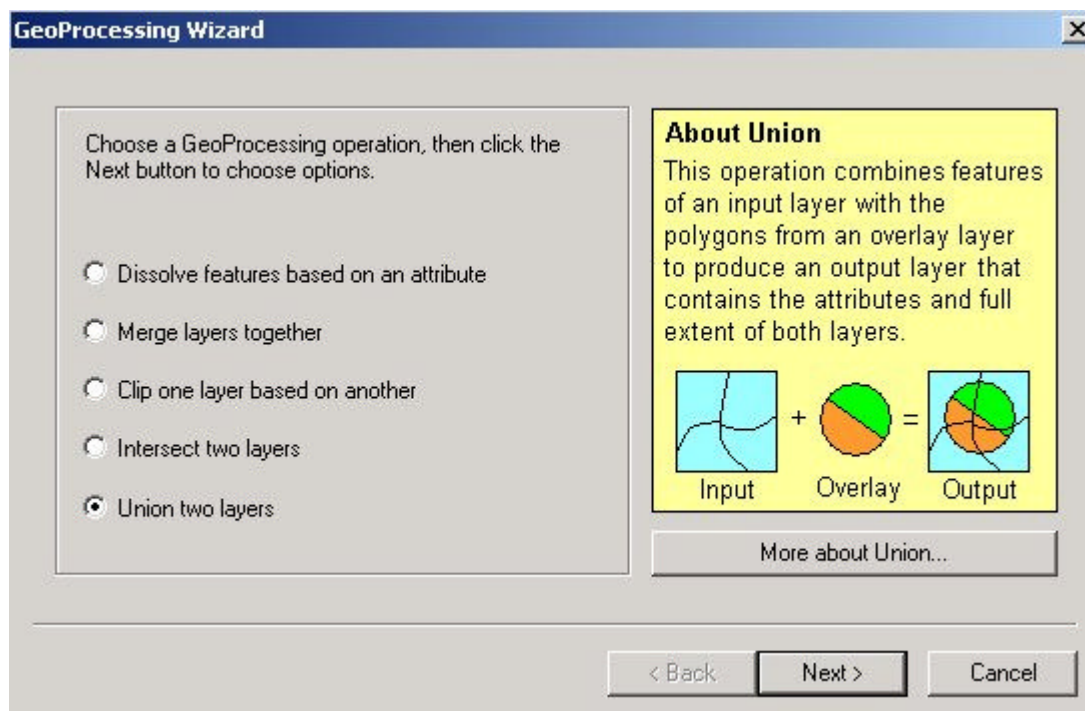 GeoProcessing Wizard
Choose a GeoProcessing operation, then click the
Next button to choose options.
Dissolve features based on an attribute
Merge layers together
Clip one layer based on another
Intersect two layers
Union two layers
About Union
This operation combines features
of an input layer with the
polygons from an overlay layer
to produce an output layer that
contains the attributes and full
extent of both layers.
+ =
Input Overlay Output
More about Union...
< Back Next > Cancel